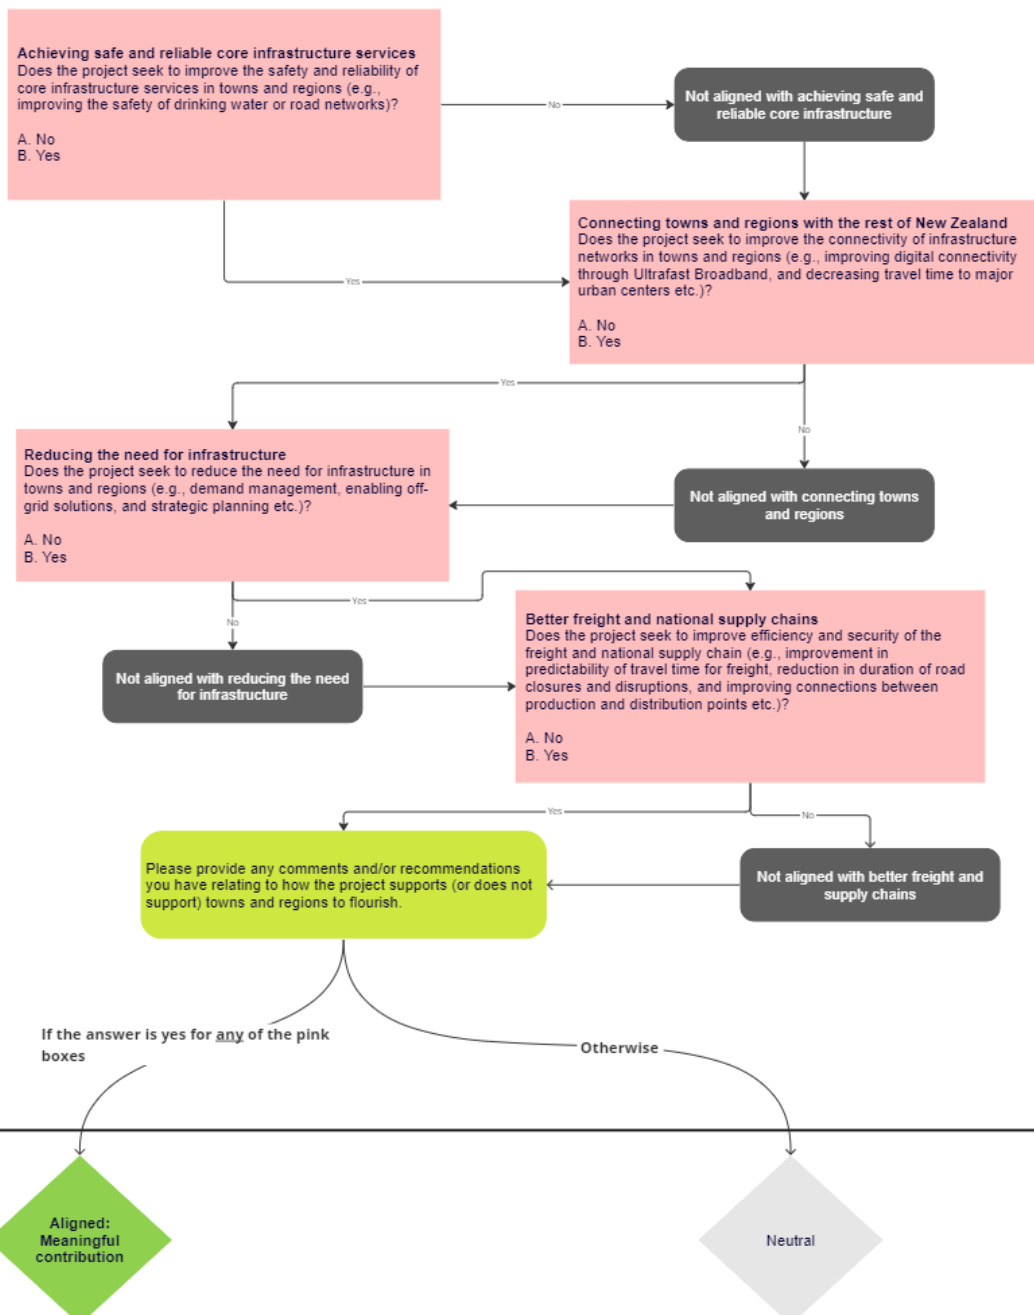 Achieving safe and reliable core infrastructure services
Does the project seek to improve the safety and reliability of
core infrastructure services in towns and regions (e.g.,
improving the safety of drinking water or road networks)?
A. No
B. Yes
No
Not aligned with achieving safe and
reliable core infrastructure
Yes
Connecting towns and regions with the rest of New Zealand
Does the project seek to improve the connectivity of infrastructure
networks in towns and regions (e.g., improving digital connectivity
through Ultrafast Broadband, and decreasing travel time to major
urban centers etc.)?
A. No
B. Yes
Yes
No
Not aligned with connecting towns
and regions
Reducing the need for infrastructure
Does the project seek to reduce the need for infrastructure in
towns and regions (e.g., demand management, enabling off-
grid solutions, and strategic planning etc.)?
A. No
B. Yes
Yes
No
Not aligned with reducing the need
for infrastructure
Better freight and national supply chains
Does the project seek to improve efficiency and security of the
freight and national supply chain (e.g., improvement in
predictability of travel time for freight, reduction in duration of road
closures and disruptions, and improving connections between
production and distribution points etc.)?
A. No
B. Yes
Yes
No
Not aligned with better freight and
supply chains
Please provide any comments and/or recommendations
you have relating to how the project supports (or does not
support) towns and regions to flourish.
If the answer is yes for any of the pink
boxes
Otherwise
Aligned:
Meaningful
contribution
Neutral